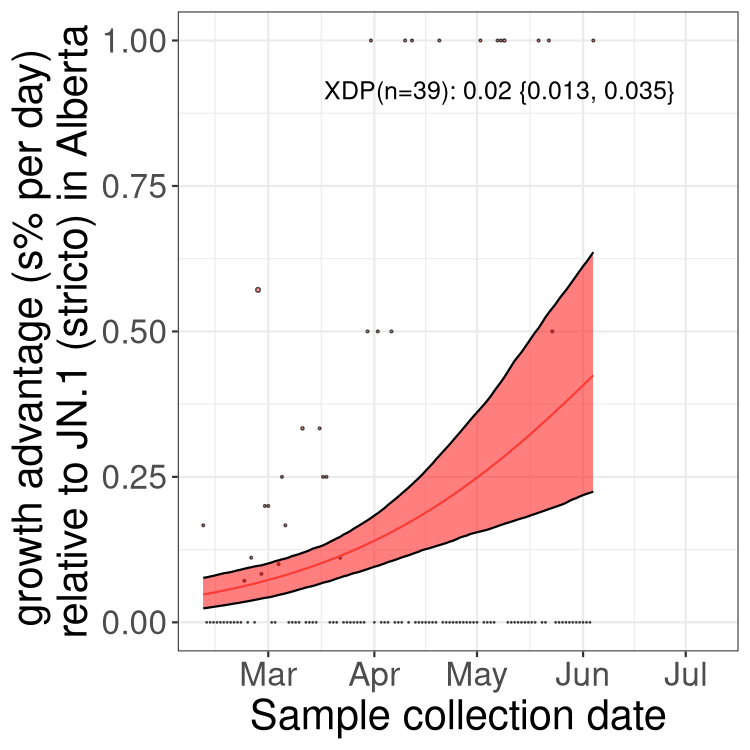 growth advantage (s% per day)
relative to JN.1 (stricto) in Alberta
1.00
0.75
0.50
0.25
0.00
XDP(n=39): 0.02 {0.013, 0.035}
Mar Apr May Jun Jul
Sample collection date